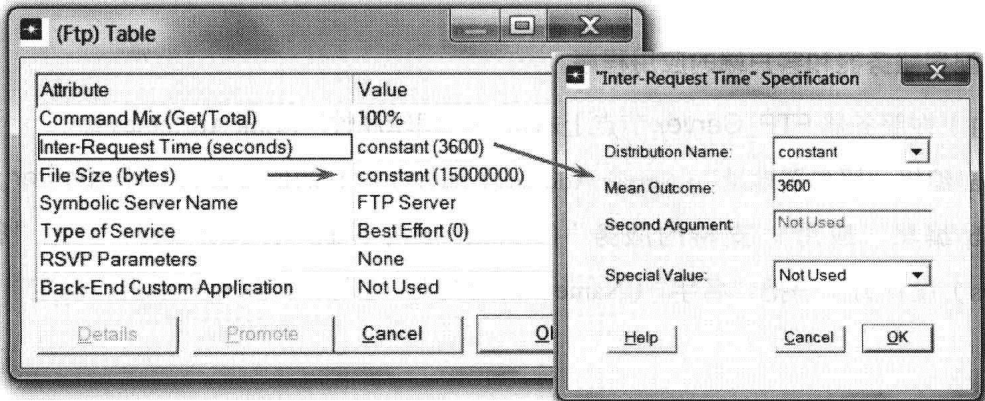 (Ftp) Table
Attribute Value
Command Mix (Get/Total) 100%
Inter-Request Time (seconds) constant (3600)
File Size (bytes) constant (15000000)
Symbolic Server Name FTP Server
Type of Service Best Effort (0)
RSVP Parameters None
Back-End Custom Application Not Used
Details Promote Cancel
"Inter-Request Time" Specification
Distribution Name: constant
Mean Outcome: 3600
Second Argument: Not Used
Special Value: Not Used
Help Cancel OK